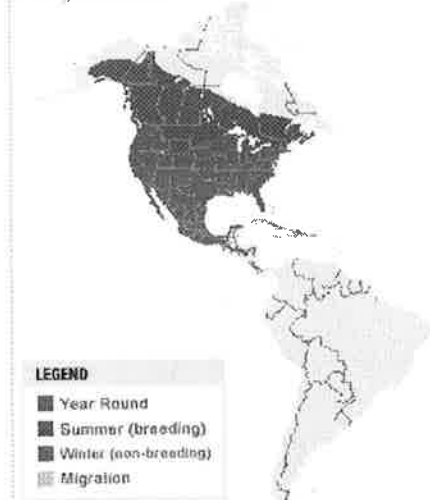 LEGEND
Year Round
Summer (breeding)
Winter (non-breeding)
Migration